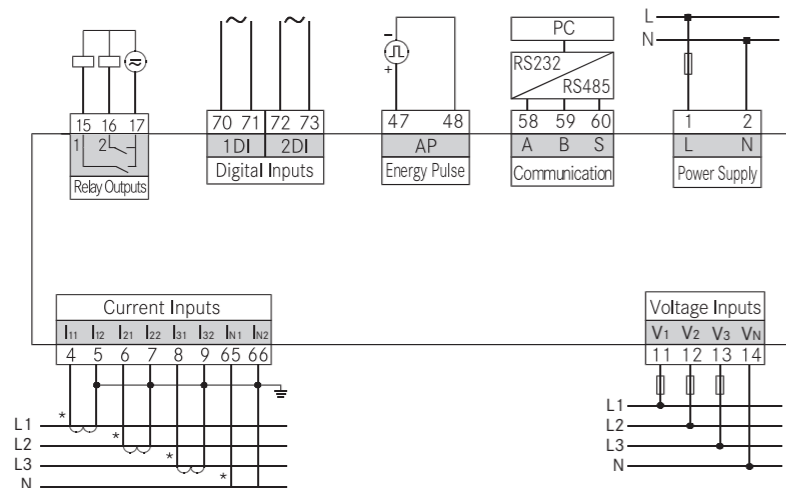 PC
L
N
RS232
RS485
15 16 17
70 71 72 73
47 48
58 59 60
1 2
1 2
1DI 2DI
AP
A B S
L N
Relay Outputs
Digital Inputs
Energy Pulse
Communication
Power Supply
Current Inputs
I11 I12 I21 I22 I31 I32 IN1 IN2
4 5 6 7 8 9 65 66
Voltage Inputs
V1 V2 V3 VN
11 12 13 14
* L1
* L2
* L3
* N
L1
L2
L3
N